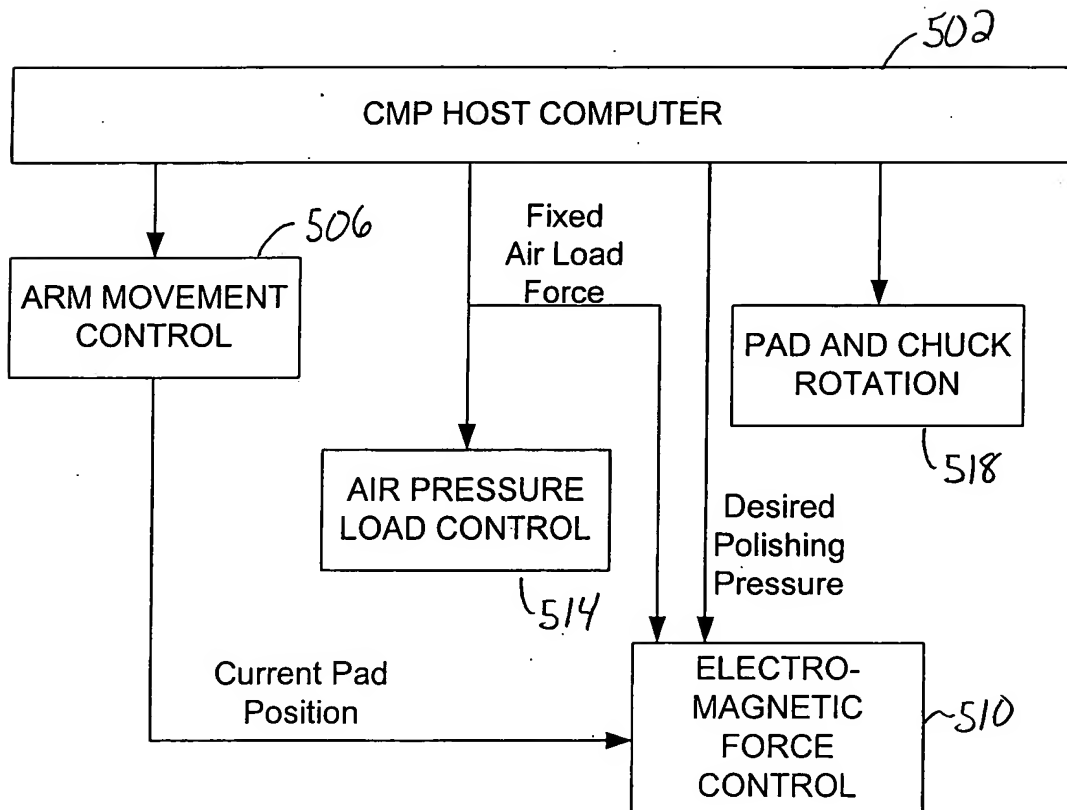 502
CMP HOST COMPUTER
506
ARM MOVEMENT
CONTROL
Fixed
Air Load
Force
PAD AND CHUCK
ROTATION
518
AIR PRESSURE
LOAD CONTROL
514
Desired
Polishing
Pressure
Current Pad
Position
ELECTRO-
MAGNETIC
FORCE
CONTROL
510